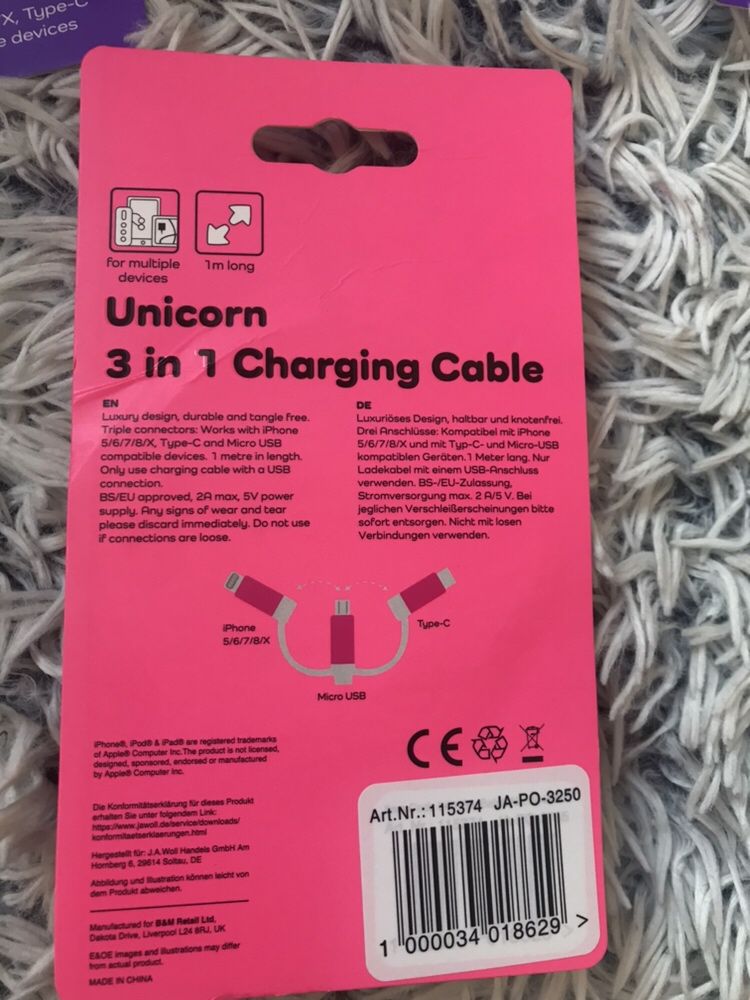 X, Type-C
e devices
for multiple
devices
1m long
Unicorn
3 in 1 Charging Cable
EN
Luxury design, durable and tangle free.
Triple connectors: Works with iPhone
5/6/7/8/X, Type-C and Micro USB
compatible devices. 1 metre in length.
Only use charging cable with a USB
connection.
BS/EU approved, 2A max, 5V power
supply. Any signs of wear and tear
please discard immediately. Do not use
if connections are loose.
DE
Luxuriöses Design, haltbar und knotenfrei.
Drei Anschlüsse: Kompatibel mit iPhone
5/6/7/8/X und mit Typ-C- und Micro-USB
kompatiblen Geräten. 1 Meter lang. Nur
Ladekabel mit einem USB-Anschluss
verwenden. BS-/EU-Zulassung,
Stromversorgung max. 2 A/5 V. Bei
jeglichen Verschleißerscheinungen bitte
sofort entsorgen. Nicht mit losen
Verbindungen verwenden.
iPhone
5/6/7/8/X
Type-C
Micro USB
iPhone®, iPod® & iPad® are registered trademarks
of Apple® Computer Inc.The product is not licensed,
designed, sponsored, endorsed or manufactured
by Apple® Computer Inc.
CE
Die Konformitätserklärung für dieses Produkt
erhalten Sie unter folgendem Link:
https://www.jawoll.de/service/downloads/
konformitaetserklaerungen.html
Hergestellt für: J.A.Woll Handels GmbH Am
Hornberg 6, 29614 Soltau, DE
Abbildung und Illustration können leicht von
dem Produkt abweichen.
Manufactured for B&M Retail Ltd,
Dakota Drive, Liverpool L24 8RJ, UK
E&OE images and illustrations may differ
from actual product.
MADE IN CHINA
Art.Nr.: 115374 JA-PO-3250
1 000034 018629 >